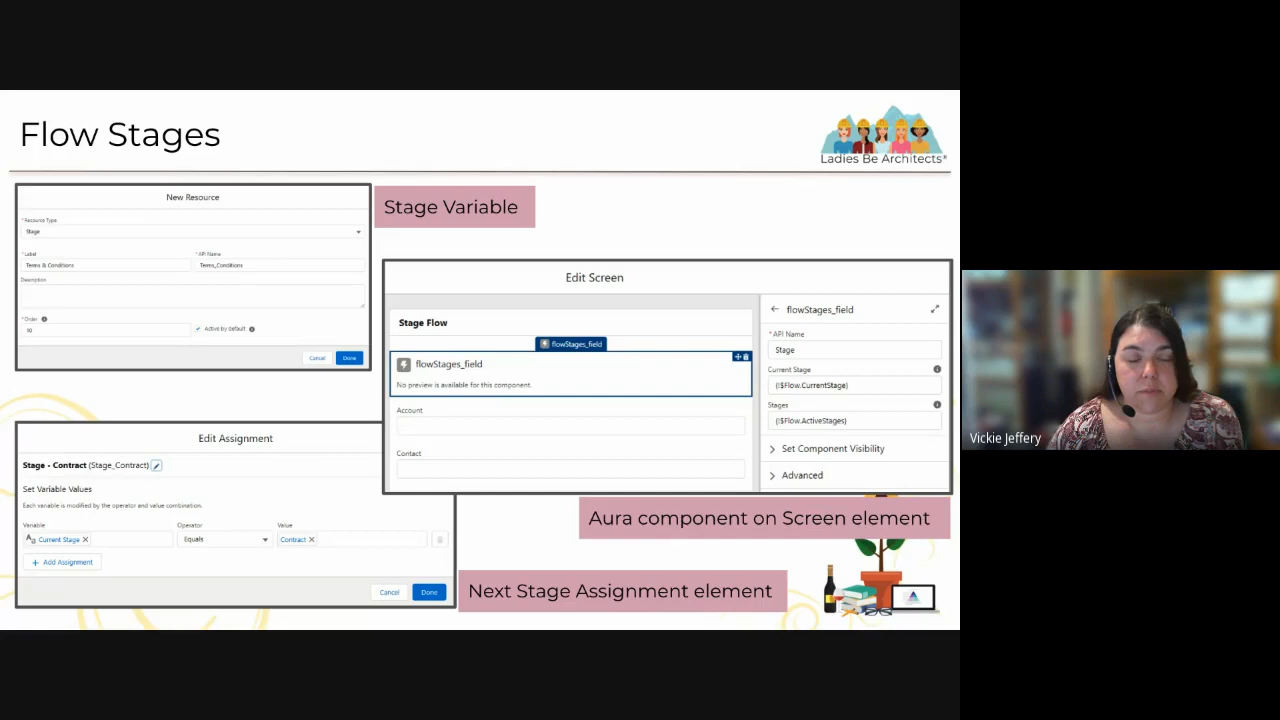 Flow Stages
Ladies Be Architects*
New Resource
*Resource Type
Stage
*Label
*API Name
Terms & Conditions
Terms_Conditions
Description
*Order
10
Active by default
Cancel
Done
Stage Variable
Edit Screen
Stage Flow
flowStages_field
flowStages_field
No preview is available for this component.
Account
Contact
flowStages_field
*API Name
Stage
Current Stage
{!$Flow.CurrentStage}
Stages
{!$Flow.ActiveStages}
Set Component Visibility
Advanced
Aura component on Screen element
Edit Assignment
Stage - Contract (Stage_Contract)
Set Variable Values
Each variable is modified by the operator and value combination.
Variable
Operator
Value
Aa Current Stage ×
Equals
Contract ×
+ Add Assignment
Cancel
Done
Next Stage Assignment element
Vickie Jeffery